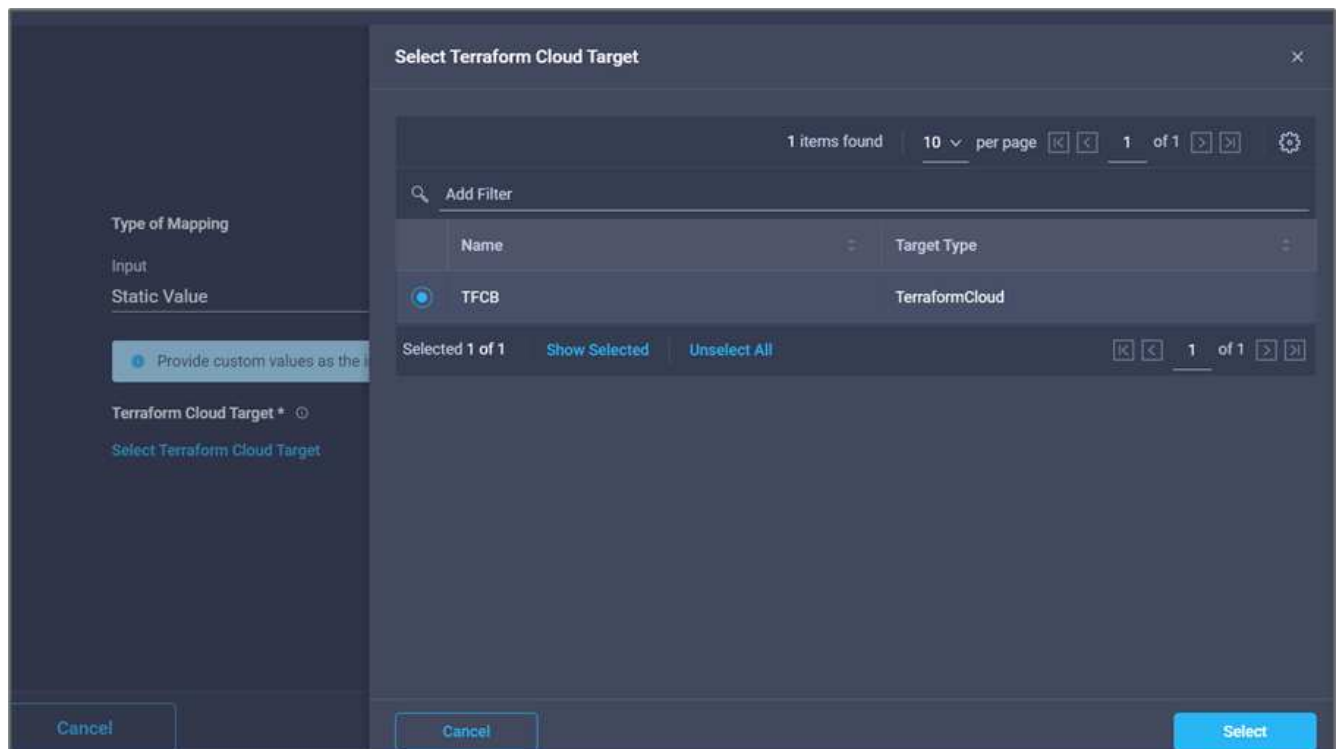 Select Terraform Cloud Target
1 items found 10 per page 1 of 1
Add Filter
Name Target Type
TFCB TerraformCloud
Selected 1 of 1 Show Selected Unselect All 1 of 1
Type of Mapping
Input
Static Value
Provide custom values as the
Terraform Cloud Target *
Select Terraform Cloud Target
Cancel
Cancel Select